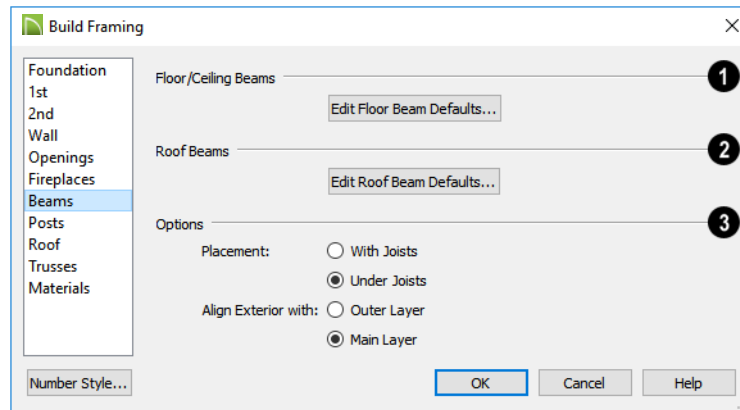 Build Framing
Foundation
1st
2nd
Wall
Openings
Fireplaces
Beams
Posts
Roof
Trusses
Materials
Number Style...
Floor/Ceiling Beams 1
Edit Floor Beam Defaults...
Roof Beams 2
Edit Roof Beam Defaults...
Options 3
Placement: With Joists
Under Joists
Align Exterior with: Outer Layer
Main Layer
OK Cancel Help